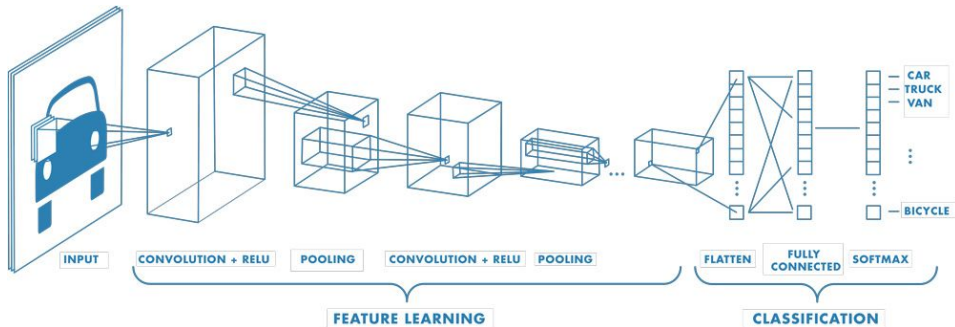 CAR
TRUCK
VAN
BICYCLE
INPUT
CONVOLUTION + RELU
POOLING
CONVOLUTION + RELU
POOLING
FLATTEN
FULLY
CONNECTED
SOFTMAX
FEATURE LEARNING
CLASSIFICATION